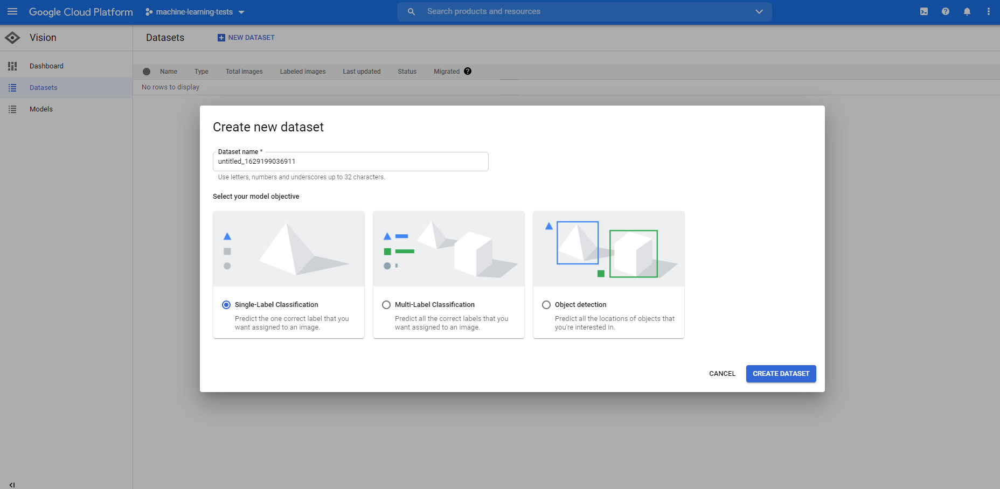 Google Cloud Platform
machine-learning-tests
Search products and resources
Vision
Datasets
NEW DATASET
Dashboard
Datasets
Models
Name Type Total images Labeled images Last updated Status Migrated ?
No rows to display
Create new dataset
Dataset name *
untitled_1629199036911
Use letters, numbers and underscores up to 32 characters.
Select your model objective
Single-Label Classification
Predict the one correct label that you
want assigned to an image.
Multi-Label Classification
Predict all the correct labels that you
want assigned to an image.
Object detection
Predict all the locations of objects that
you're interested in.
CANCEL
CREATE DATASET